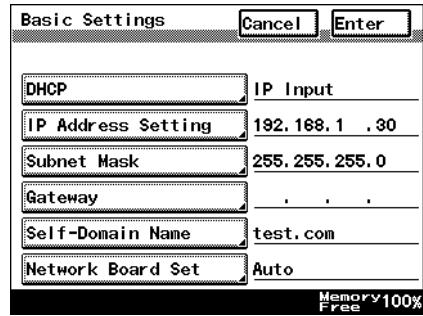 Basic Settings Cancel Enter
DHCP IP Input
IP Address Setting 192.168.1 .30
Subnet Mask 255.255.255.0
Gateway . . .
Self-Domain Name test.com
Network Board Set Auto
Memory Free 100%